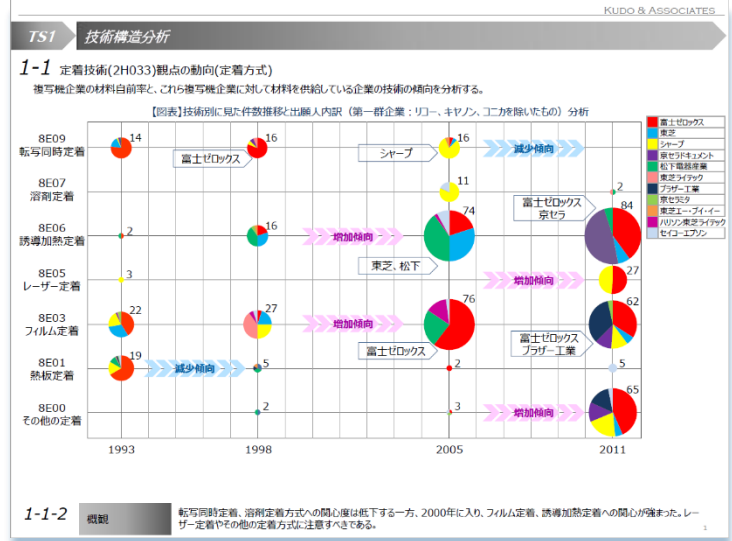 KUDO & ASSOCIATES
TS1 技術構造分析
1-1 定着技術(2H033)観点の動向(定着方式)
複写機企業の材料自前率と、これら複写機企業に対して材料を供給している企業の技術の傾向を分析する。
【図表】技術別に見た件数推移と出願人内訳（第一群企業：リコー、キヤノン、コニカを除いたもの）分析
8E09
転写同時定着
14
16
富士ゼロックス
シャープ
16
減少傾向
8E07
溶剤定着
11
2
8E06
誘導加熱定着
2
16
増加傾向
74
東芝、松下
富士ゼロックス
京セラ
84
8E05
レーザー定着
3
増加傾向
27
8E03
フィルム定着
22
27
増加傾向
76
富士ゼロックス
62
富士ゼロックス
ブラザー工業
8E01
熱板定着
19
減少傾向
5
2
5
8E00
その他の定着
2
3
増加傾向
65
1993
1998
2005
2011
富士ゼロックス
東芝
シャープ
京セラドキュメント
松下電器産業
東芝ライテック
ブラザー工業
京セラミタ
東芝エー・ブイ・イー
ハリソン東芝ライテック
セイコーエプソン
1-1-2 概観
転写同時定着、溶剤定着方式への関心度は低下する一方、2000年に入り、フィルム定着、誘導加熱定着への関心が強まった。レー
ザー定着やその他の定着方式に注意すべきである。
1